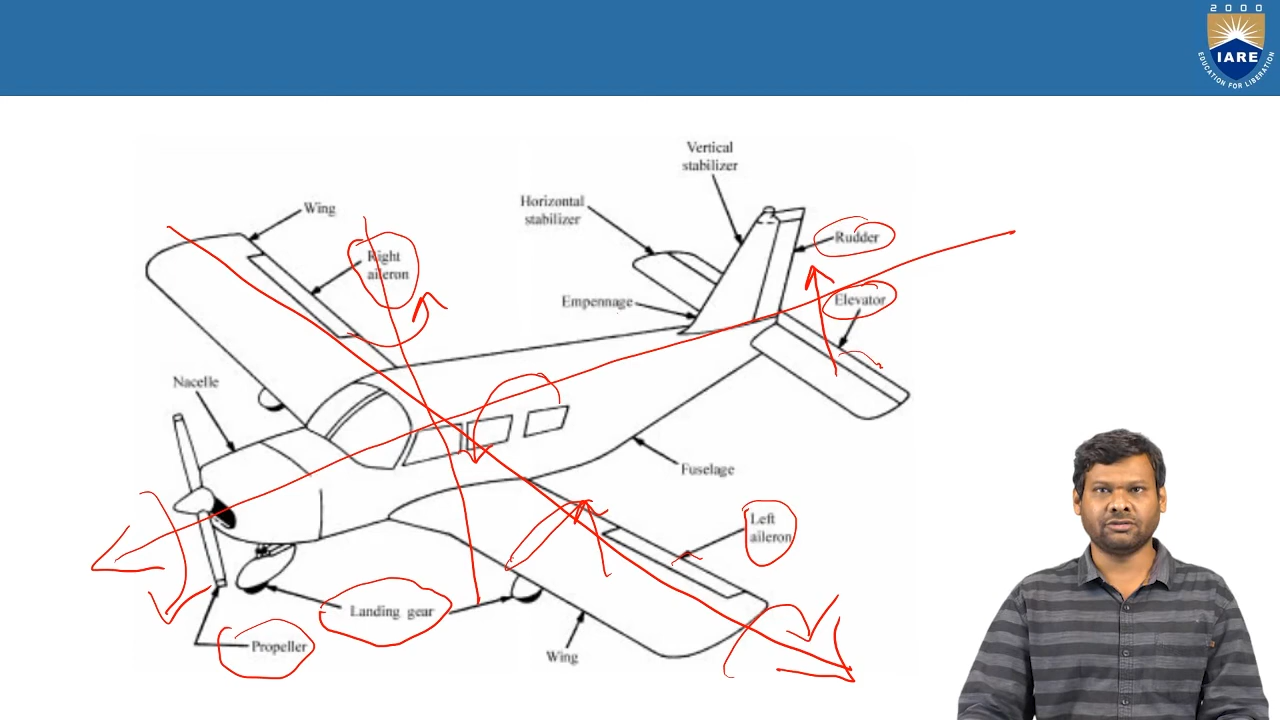 2000
IARE
EDUCATION FOR LIBERATION
Vertical
stabilizer
Horizontal
stabilizer
Wing
Rudder
Right
aileron
Elevator
Empennage
Nacelle
Fuselage
Left
aileron
Landing gear
Propeller
Wing